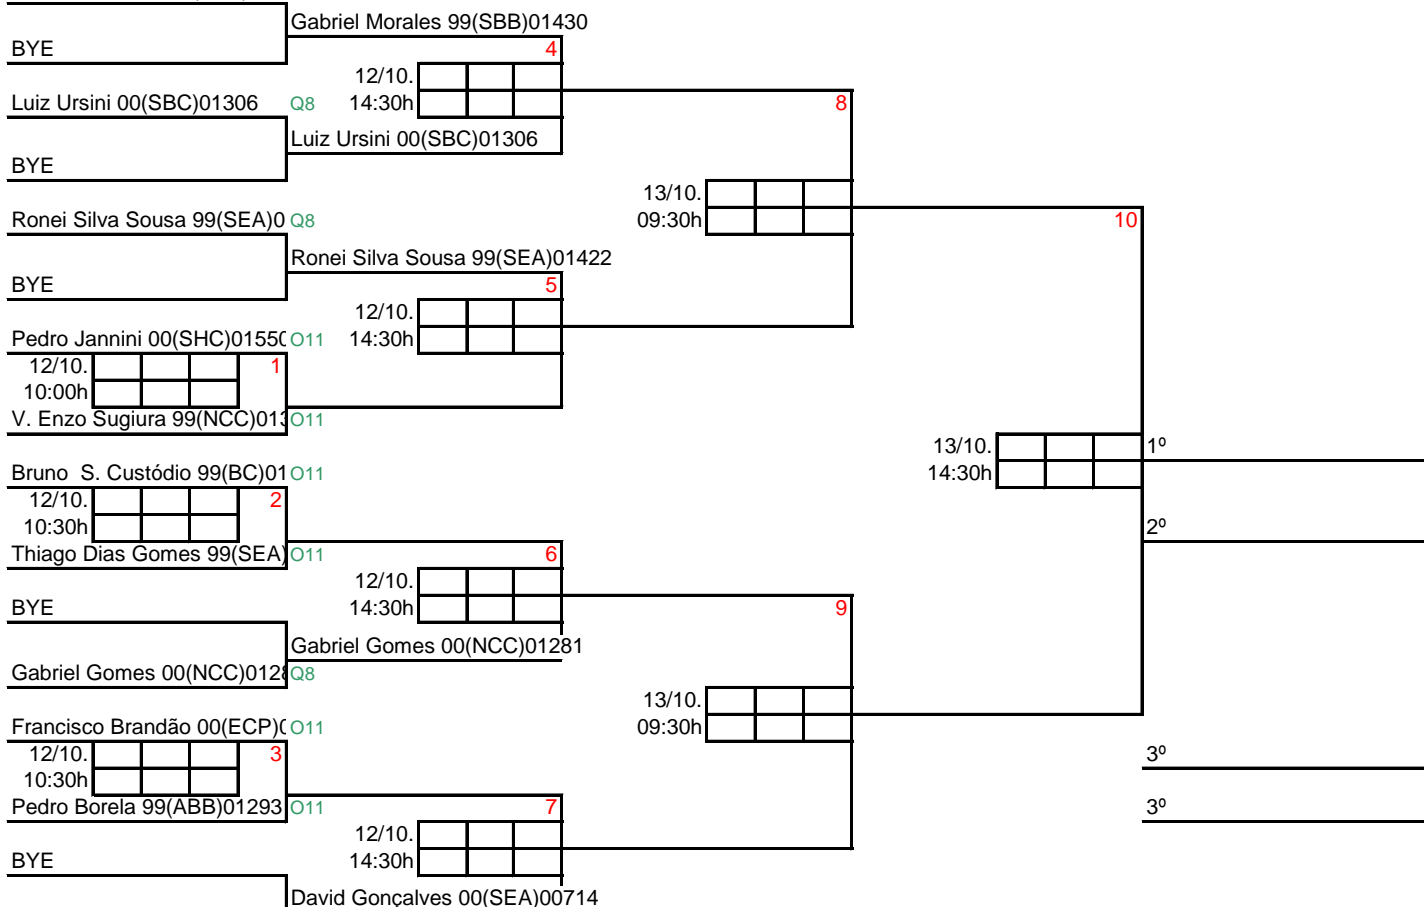 Gabriel Morales 99(SBB)01430
BYE
4
12/10.
14:30h
Luiz Ursini 00(SBC)01306 Q8
8
Luiz Ursini 00(SBC)01306
BYE
13/10.
09:30h
Ronei Silva Sousa 99(SEA)0 Q8
10
Ronei Silva Sousa 99(SEA)01422
BYE
5
12/10.
14:30h
Pedro Jannini 00(SHC)0155 O11
12/10.
10:00h
1
V. Enzo Sugiura 99(NCC)01 O11
13/10.
14:30h
1º
Bruno  S. Custódio 99(BC)01 O11
12/10.
10:30h
2
2º
Thiago Dias Gomes 99(SEA) O11
6
12/10.
14:30h
BYE
9
Gabriel Gomes 00(NCC)01281
Gabriel Gomes 00(NCC)012 Q8
13/10.
09:30h
Francisco Brandão 00(ECP) O11
12/10.
10:30h
3
3º
Pedro Borela 99(ABB)01293 O11
7
3º
12/10.
14:30h
BYE
David Gonçalves 00(SEA)00714